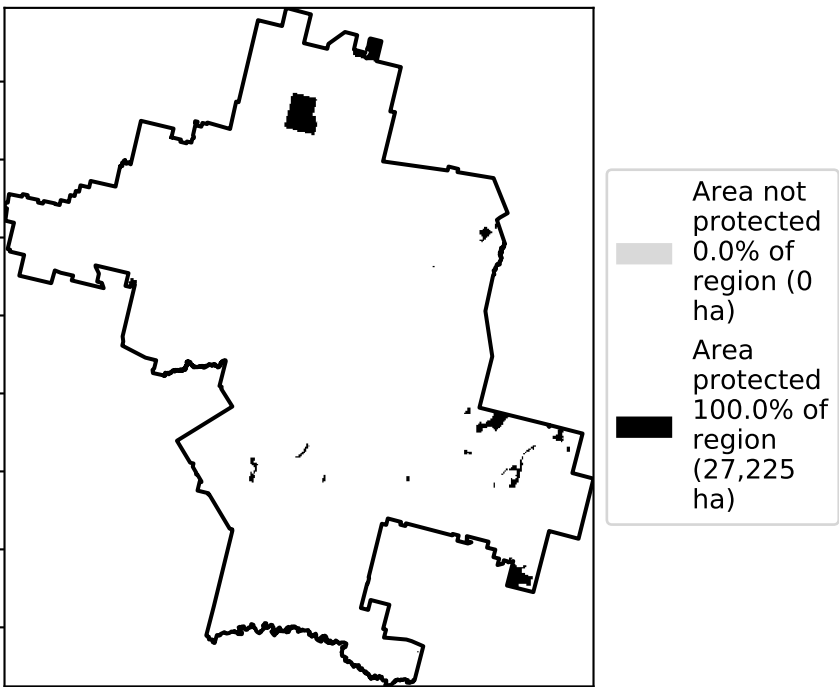 Area not
protected
0.0% of
region (0
ha)
Area
protected
100.0% of
region
(27,225
ha)